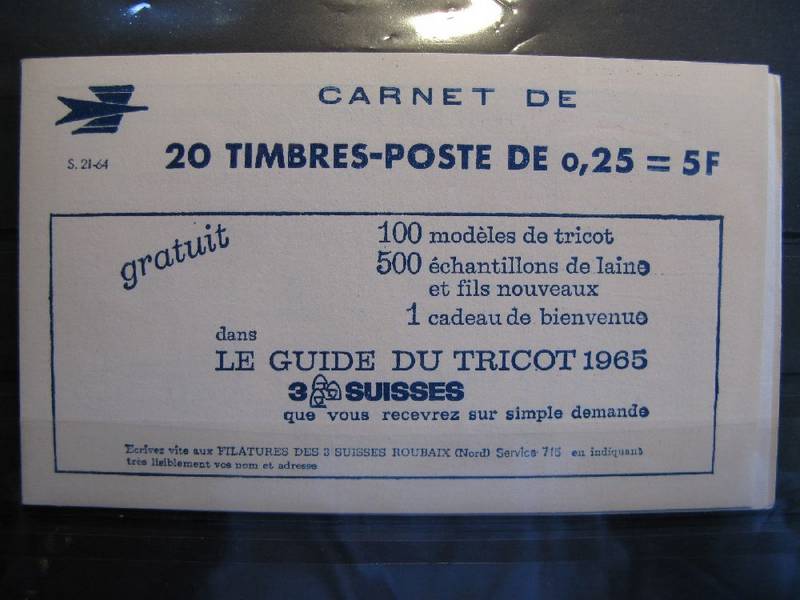 CARNET DE
S. 21-64
20 TIMBRES-POSTE DE 0,25 = 5F
gratuit
100 modèles de tricot
500 échantillons de laine
et fils nouveaux
1 cadeau de bienvenue
dans
LE GUIDE DU TRICOT 1965
3 SUISSES
que vous recevrez sur simple demande
Ecrivez vite aux FILATURES DES 3 SUISSES ROUBAIX (Nord) Service 715 en indiquant
très lisiblement vos nom et adresse